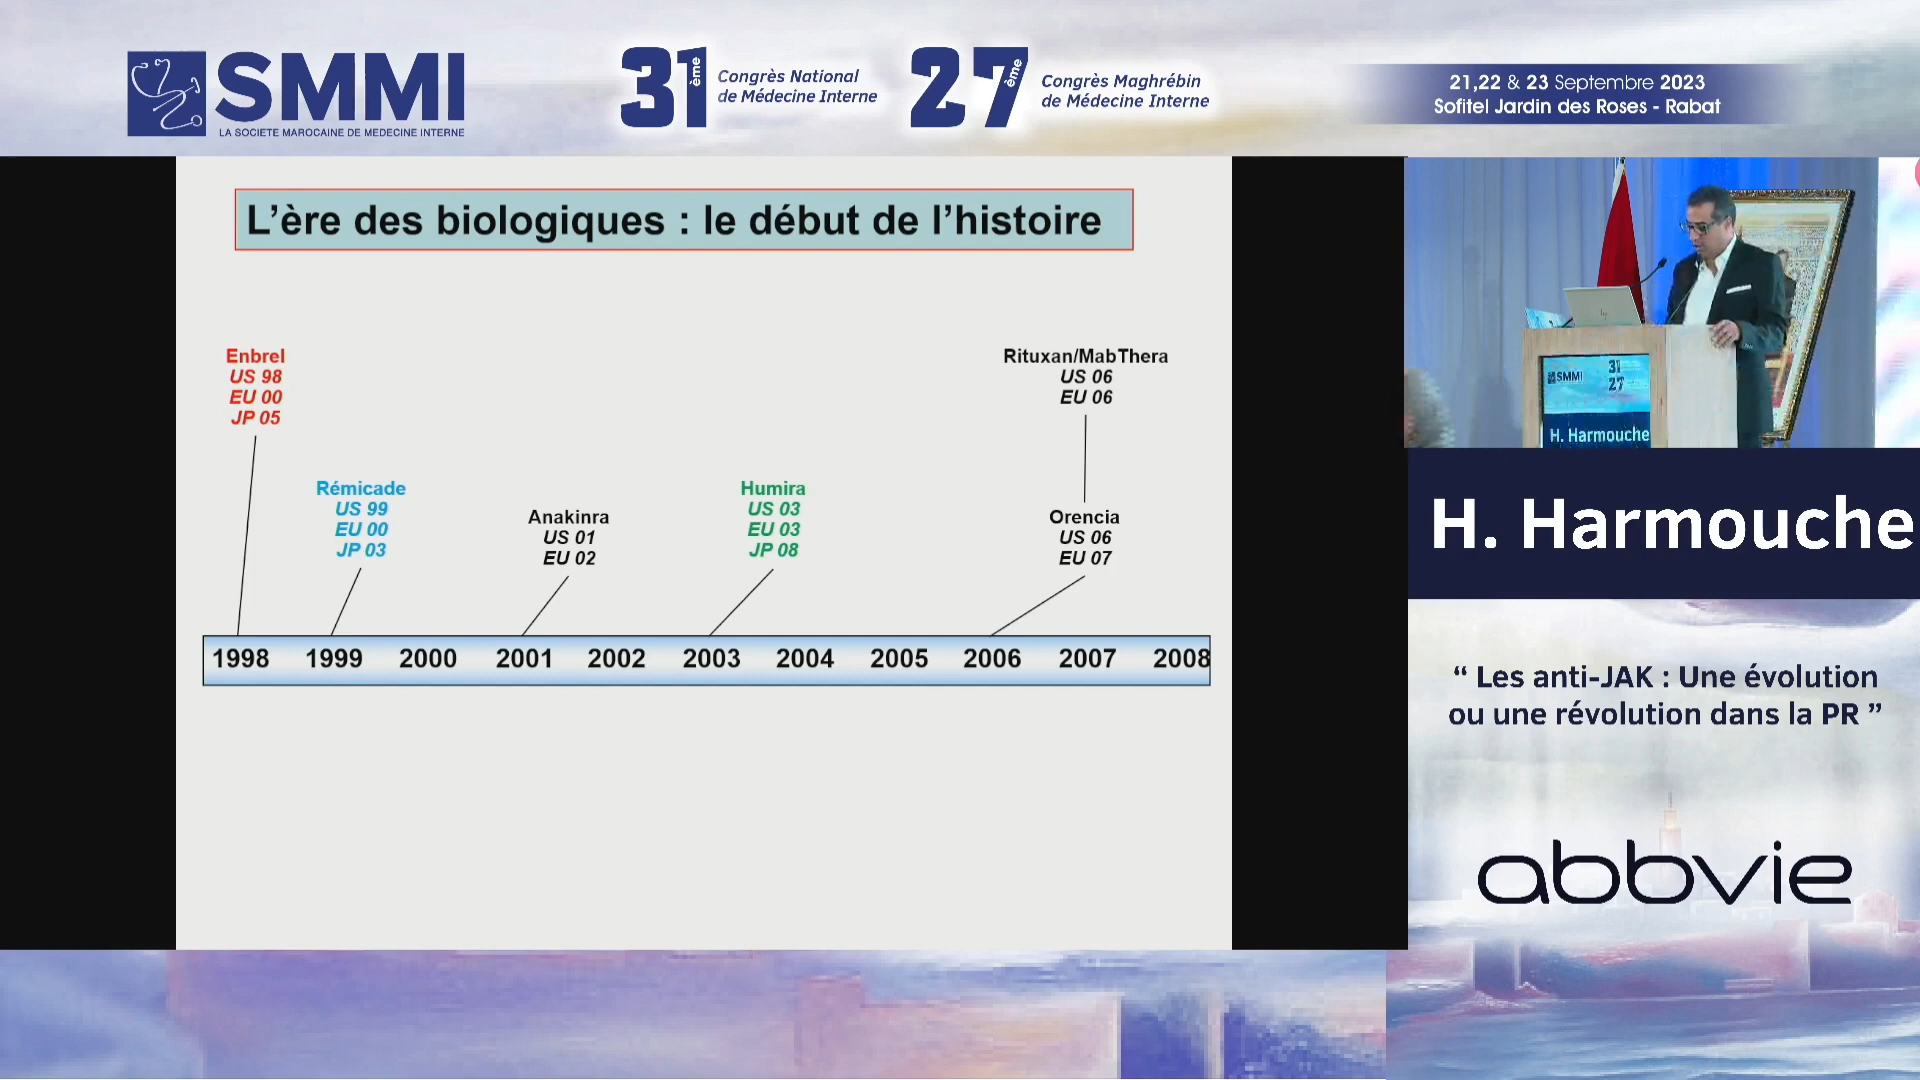 SMMI
LA SOCIETE MAROCAINE DE MEDECINE INTERNE
31ème
Congrès National
de Médecine Interne
27ème
Congrès Maghrébin
de Médecine Interne
21,22 & 23 Septembre 2023
Sofitel Jardin des Roses - Rabat
L’ère des biologiques : le début de l’histoire
Enbrel
US 98
EU 00
JP 05
Rémicade
US 99
EU 00
JP 03
Anakinra
US 01
EU 02
Humira
US 03
EU 03
JP 08
Rituxan/MabThera
US 06
EU 06
Orencia
US 06
EU 07
1998 1999 2000 2001 2002 2003 2004 2005 2006 2007 2008
SMMI
31
27
H. Harmouche
H. Harmouche
“ Les anti-JAK : Une évolution
ou une révolution dans la PR ”
abbvie